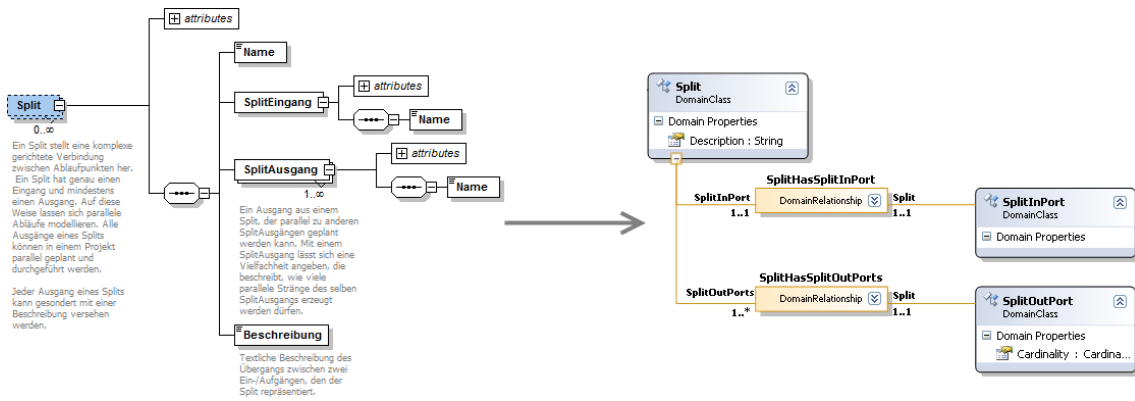 attributes
Name
Split
0..∞
Ein Split stellt eine komplexe
gerichtete Verbindung
zwischen Ablaufpunkten her.
Ein Split hat genau einen
Eingang und mindestens
einen Ausgang. Auf diese
Weise lassen sich parallele
Abläufe modellieren. Alle
Ausgänge eines Splits
können in einem Projekt
parallel geplant und
durchgeführt werden.
Jeder Ausgang eines Splits
kann gesondert mit einer
Beschreibung versehen
werden.
SplitEingang
attributes
Name
SplitAusgang
1..∞
attributes
Name
Ein Ausgang aus einem
Split, der parallel zu anderen
SplitAusgängen geplant
werden kann. Mit einem
SplitAusgang lässt sich eine
Vielfachheit angeben, die
beschreibt, wie viele
parallele Stränge des selben
SplitAusgangs erzeugt
werden dürfen.
Beschreibung
Textliche Beschreibung des
Übergangs zwischen zwei
Ein-/Aufgängen, den der
Split repräsentiert.
Split
DomainClass
Domain Properties
Description : String
SplitHasSplitInPort
SplitInPort
1..1
DomainRelationship
Split
1..1
SplitInPort
DomainClass
Domain Properties
SplitHasSplitOutPorts
SplitOutPorts
1..*
DomainRelationship
Split
1..1
SplitOutPort
DomainClass
Domain Properties
Cardinality : Cardina...